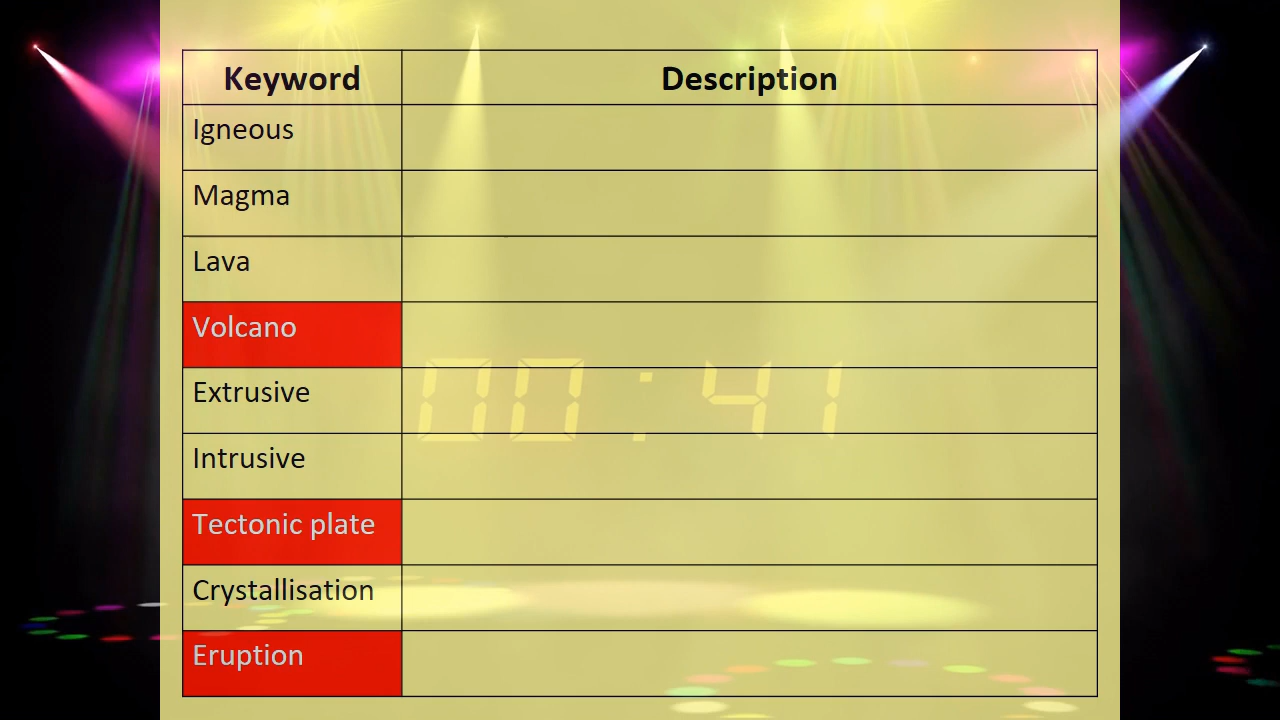 Keyword Description
Igneous
Magma
Lava
Volcano
00:41
Extrusive
Intrusive
Tectonic plate
Crystallisation
Eruption